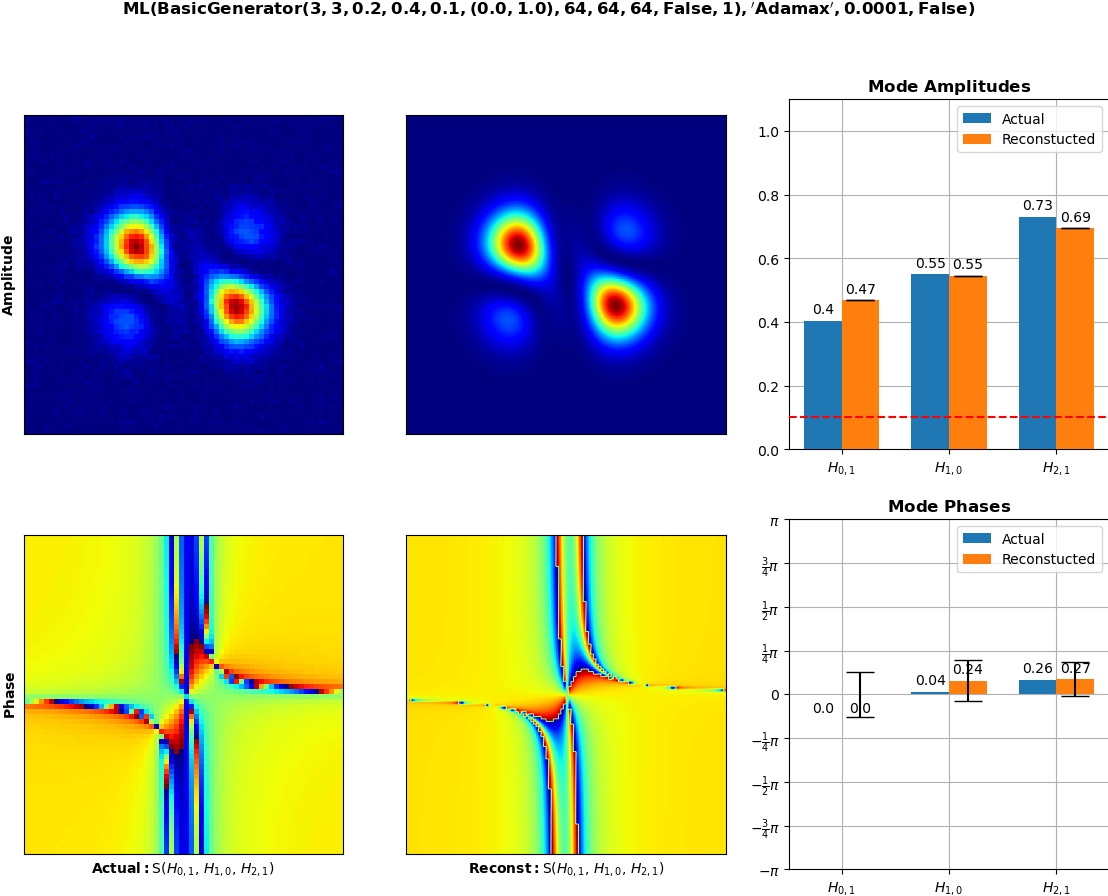 ML(BasicGenerator(3, 3, 0.2, 0.4, 0.1, (0.0, 1.0), 64, 64, 64, False, 1), 'Adamax', 0.0001, False)
Amplitude
Mode Amplitudes
Actual
Reconstucted
1.0
0.8
0.6
0.4
0.2
0.0
0.4
0.47
0.55
0.55
0.73
0.69
H0,1
H1,0
H2,1
Phase
Actual: S(H0,1, H1,0, H2,1)
Reconst: S(H0,1, H1,0, H2,1)
Mode Phases
Actual
Reconstucted
π
3/4π
1/2π
1/4π
0
−1/4π
−1/2π
−3/4π
−π
0.0
0.0
0.04
0.24
0.26
0.27
H0,1
H1,0
H2,1